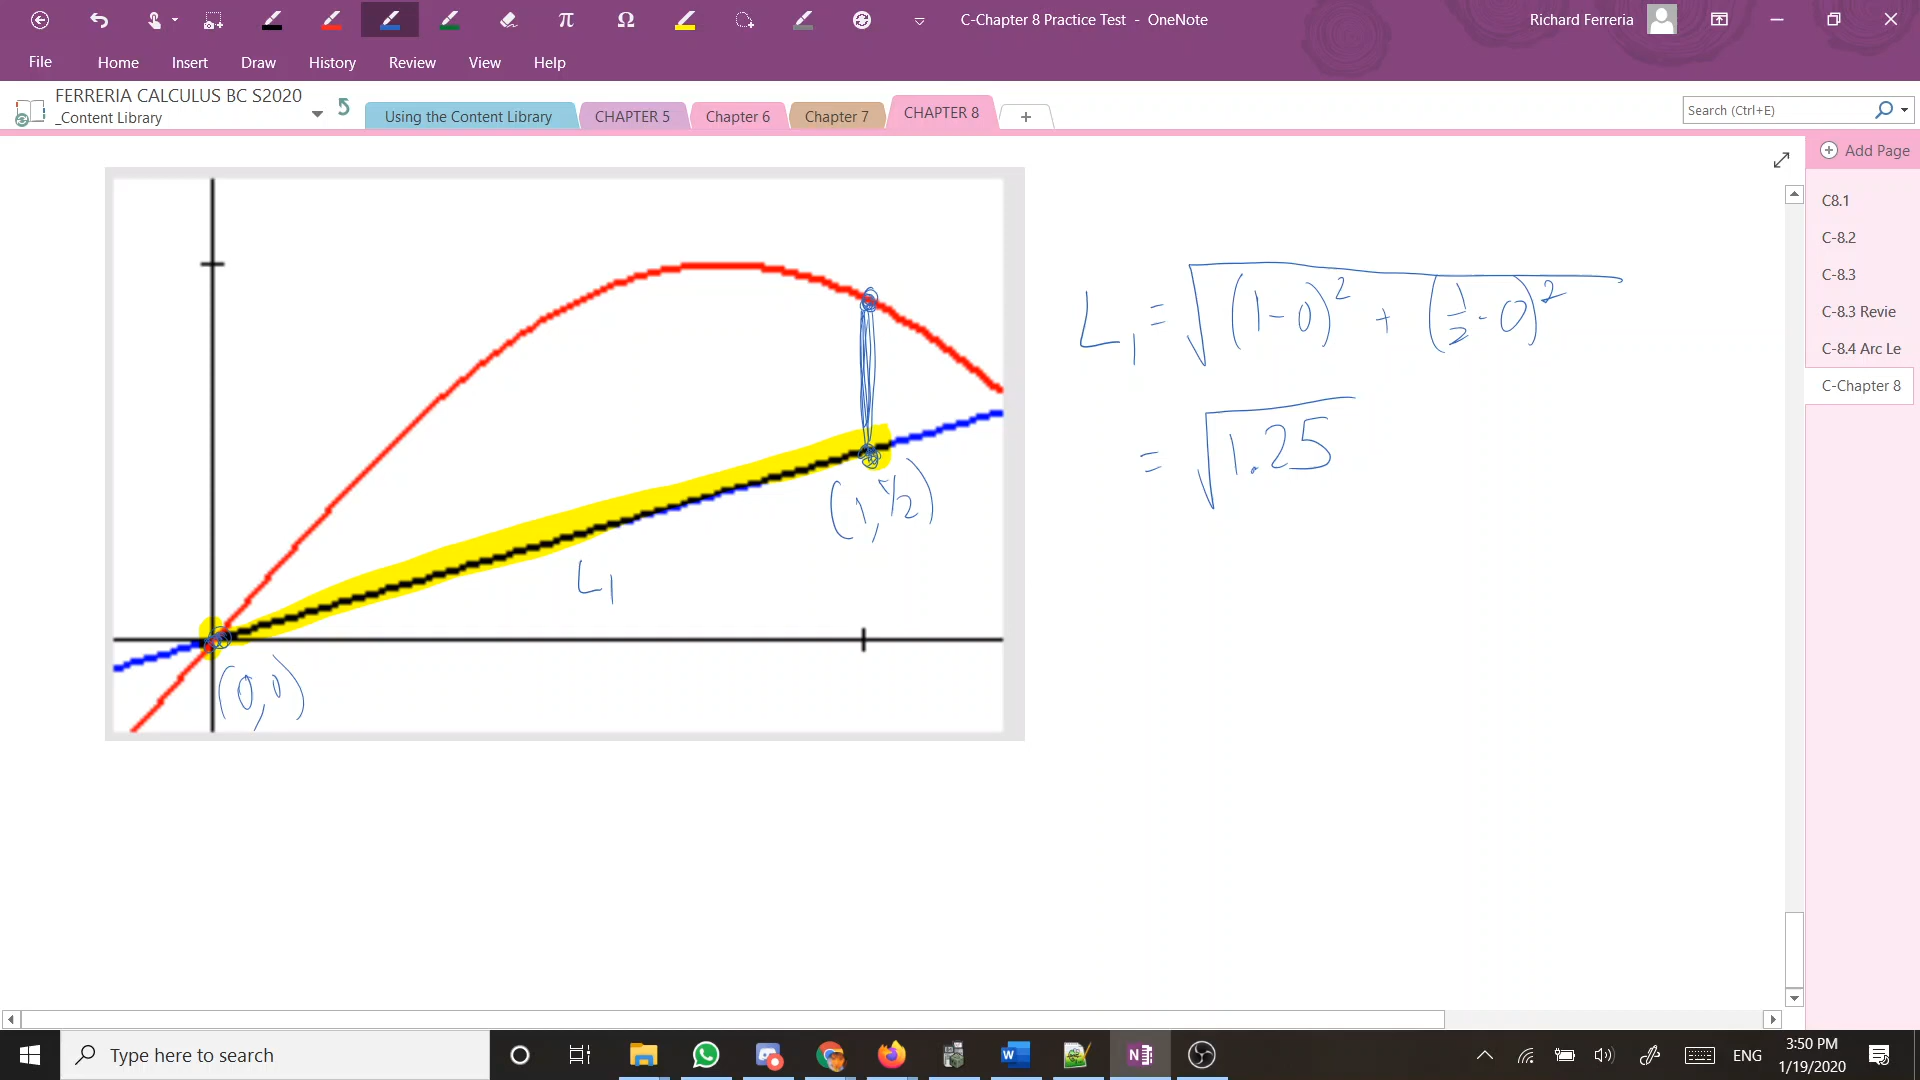 C-Chapter 8 Practice Test - OneNote
Richard Ferreria
File Home Insert Draw History Review View Help
FERRERIA CALCULUS BC S2020
_Content Library
Using the Content Library
CHAPTER 5
Chapter 6
Chapter 7
CHAPTER 8
+
Search (Ctrl+E)
Add Page
C8.1
C-8.2
C-8.3
C-8.3 Revie
C-8.4 Arc Le
C-Chapter 8
L₁ = √((1-0)² + (1/2 - 0)²)
= √1.25
(1, 1/2)
L₁
(0,0)
Type here to search
ENG
3:50 PM
1/19/2020